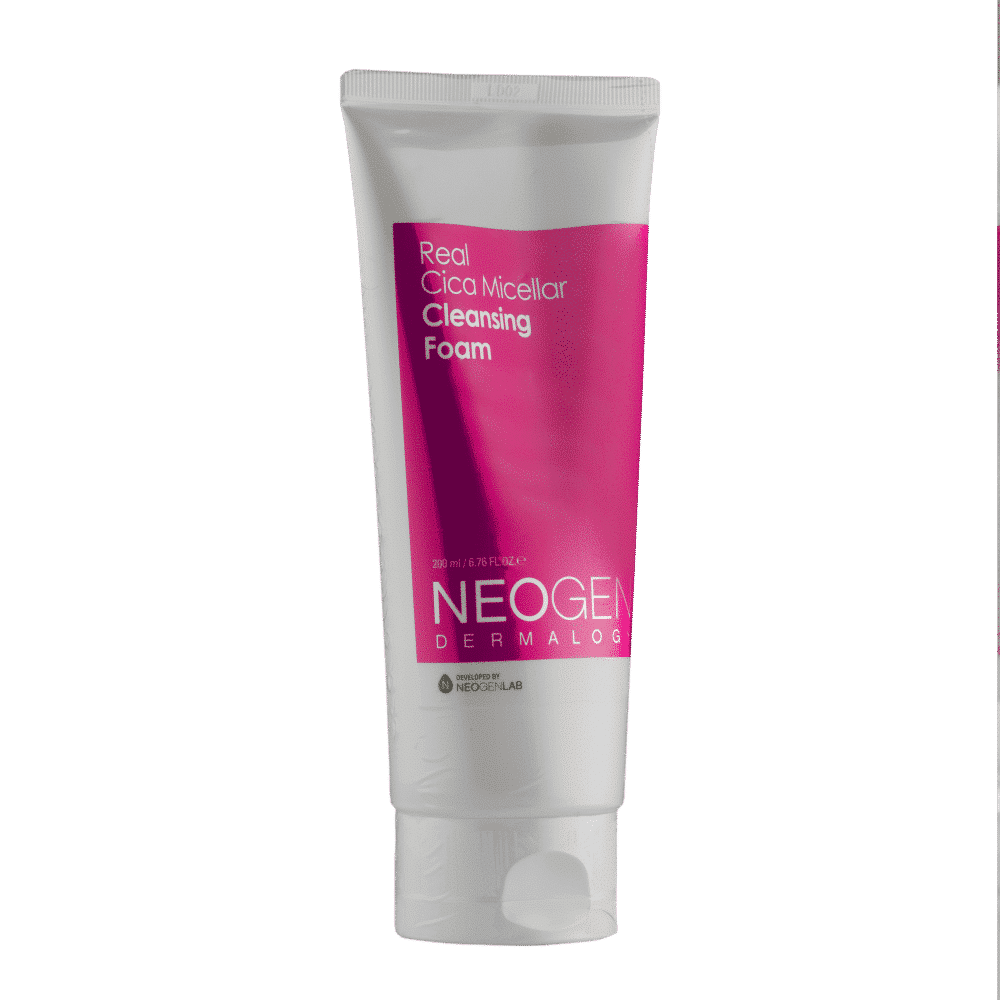 Real
Cica Micellar
Cleansing
Foam
200 ml / 6.76 FL.OZ.℮
NEOGEN
DERMALOG
N
DEVELOPED BY
NEOGENLAB